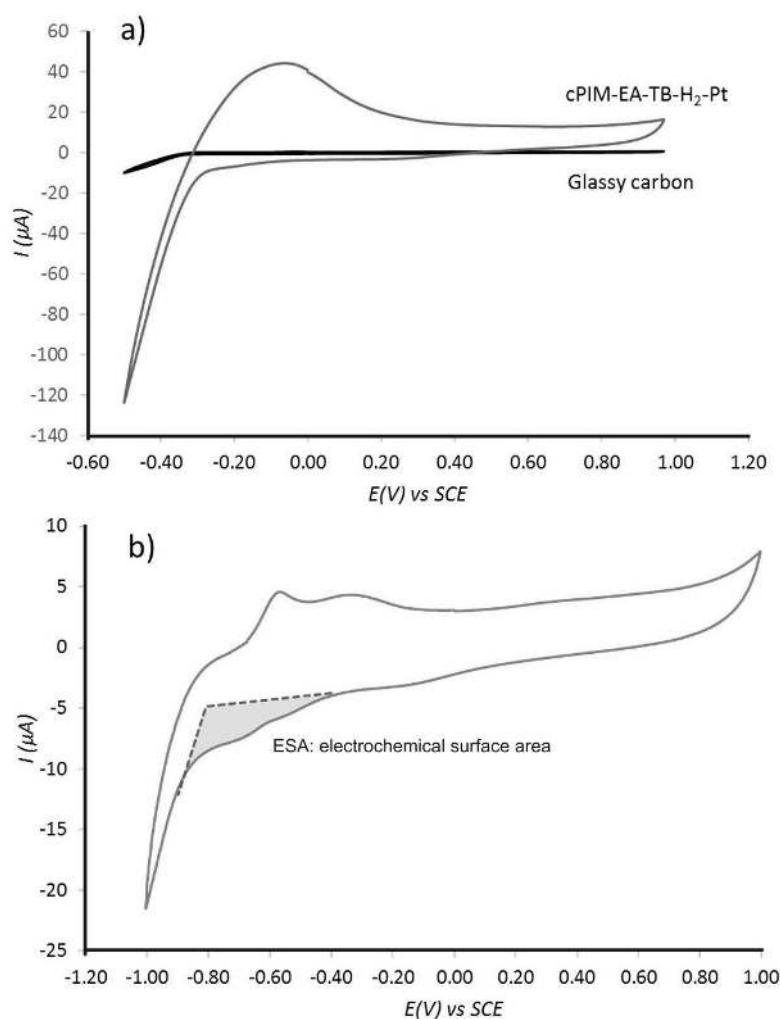 a)
60
40
20
0
-20
-40
-60
-80
-100
-120
-140
I (µA)
cPIM-EA-TB-H₂-Pt
Glassy carbon
-0.60 -0.40 -0.20 0.00 0.20 0.40 0.60 0.80 1.00 1.20
E(V) vs SCE
b)
10
5
0
-5
-10
-15
-20
-25
I (µA)
ESA: electrochemical surface area
-1.20 -1.00 -0.80 -0.60 -0.40 -0.20 0.00 0.20 0.40 0.60 0.80 1.00
E(V) vs SCE